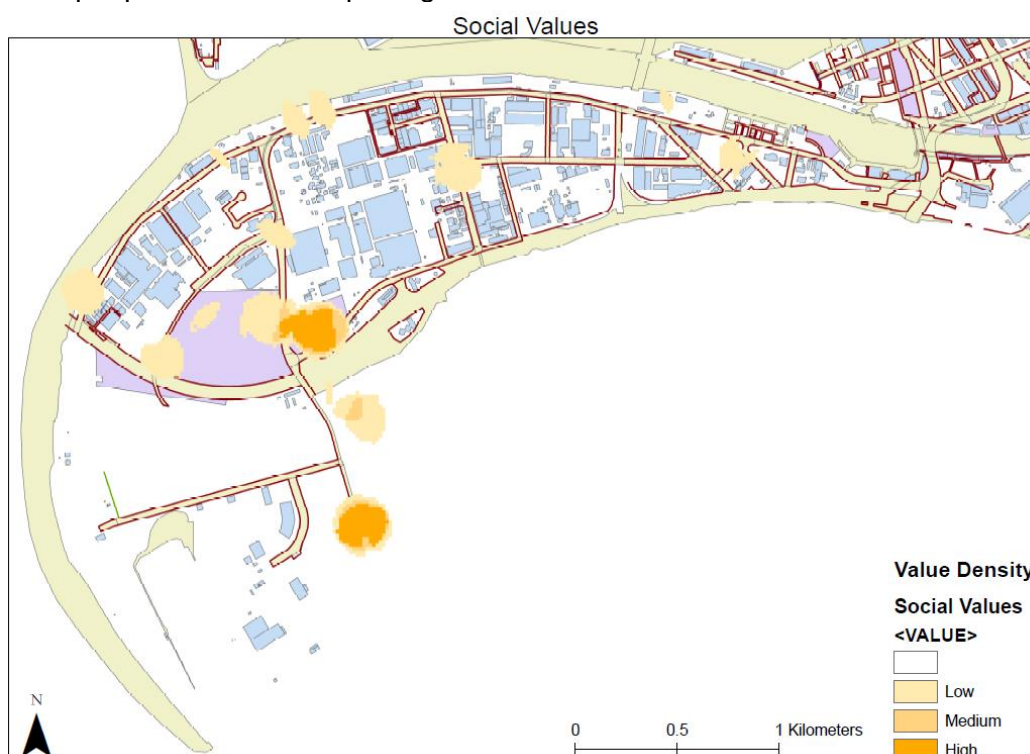 Social Values
Value Density
Social Values
<VALUE>
Low
Medium
High
N
0 0.5 1 Kilometers